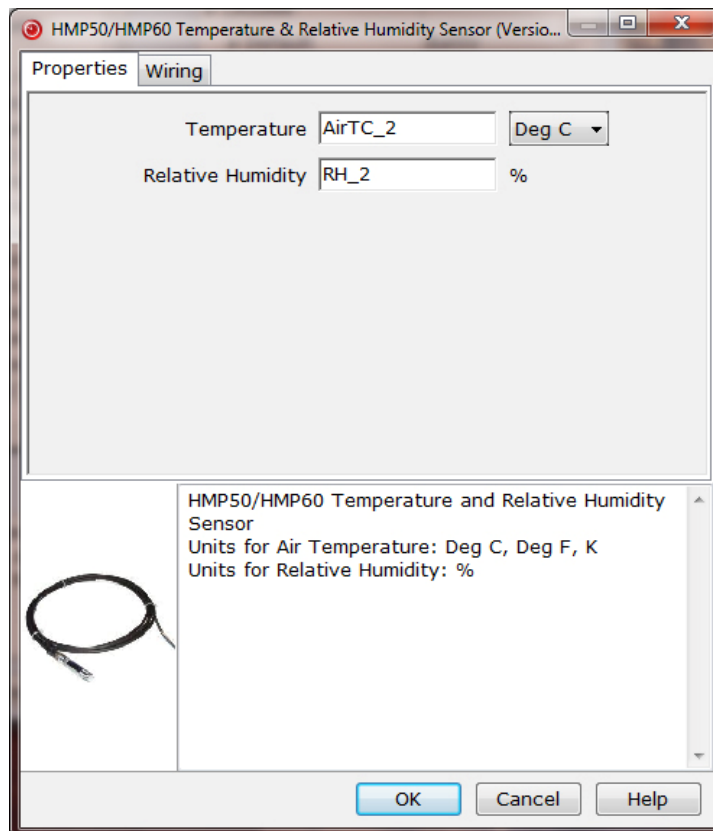 HMP50/HMP60 Temperature & Relative Humidity Sensor (Versio...
Properties Wiring
Temperature AirTC_2 Deg C
Relative Humidity RH_2 %
HMP50/HMP60 Temperature and Relative Humidity
Sensor
Units for Air Temperature: Deg C, Deg F, K
Units for Relative Humidity: %
OK Cancel Help